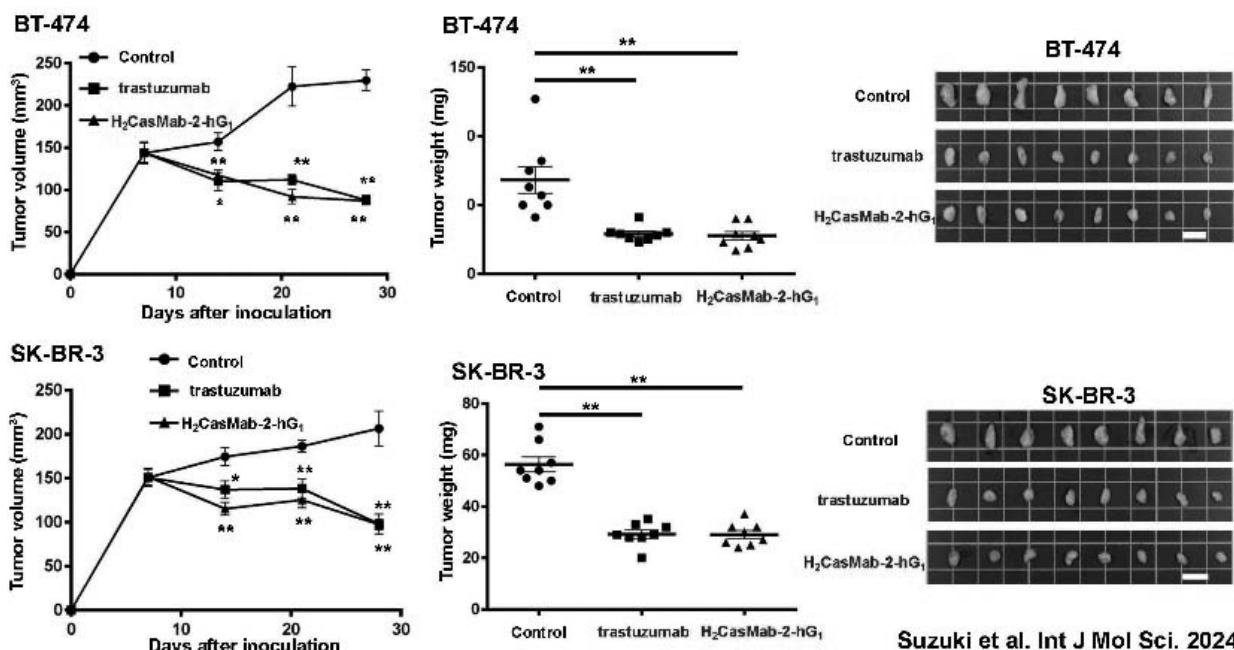 BT-474
Control
trastuzumab
H₂CasMab-2-hG₁
Tumor volume (mm³)
250
200
150
100
50
0
** ** **
* ** **
0 10 20 30
Days after inoculation
BT-474
**
**
Tumor weight (mg)
150
0
0
0
Control trastuzumab H₂CasMab-2-hG₁
BT-474
Control
trastuzumab
H₂CasMab-2-hG₁
SK-BR-3
Control
trastuzumab
H₂CasMab-2-hG₁
Tumor volume (mm³)
250
200
150
100
50
0
* ** **
** ** **
0 10 20 30
Days after inoculation
SK-BR-3
**
**
Tumor weight (mg)
80
60
40
20
0
Control trastuzumab H₂CasMab-2-hG₁
SK-BR-3
Control
trastuzumab
H₂CasMab-2-hG₁
Suzuki et al. Int J Mol Sci. 2024